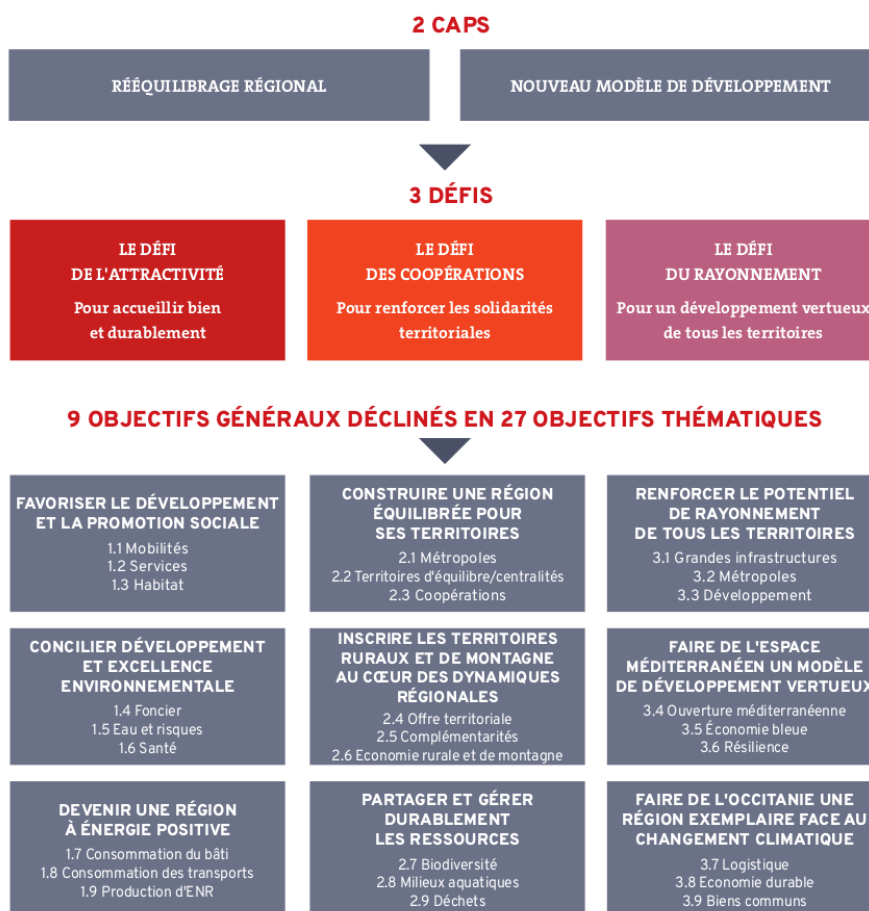 2 CAPS
RÉÉQUILIBRAGE RÉGIONAL
NOUVEAU MODÈLE DE DÉVELOPPEMENT
3 DÉFIS
LE DÉFI
DE L'ATTRACTIVITÉ
Pour accueillir bien
et durablement
LE DÉFI
DES COOPÉRATIONS
Pour renforcer les solidarités
territoriales
LE DÉFI
DU RAYONNEMENT
Pour un développement vertueux
de tous les territoires
9 OBJECTIFS GÉNÉRAUX DÉCLINÉS EN 27 OBJECTIFS THÉMATIQUES
FAVORISER LE DÉVELOPPEMENT
ET LA PROMOTION SOCIALE
1.1 Mobilités
1.2 Services
1.3 Habitat
CONSTRUIRE UNE RÉGION
ÉQUILIBRÉE POUR
SES TERRITOIRES
2.1 Métropoles
2.2 Territoires d'équilibre/centralités
2.3 Coopérations
RENFORCER LE POTENTIEL
DE RAYONNEMENT
DE TOUS LES TERRITOIRES
3.1 Grandes infrastructures
3.2 Métropoles
3.3 Développement
CONCILIER DÉVELOPPEMENT
ET EXCELLENCE
ENVIRONNEMENTALE
1.4 Foncier
1.5 Eau et risques
1.6 Santé
INSCRIRE LES TERRITOIRES
RURAUX ET DE MONTAGNE
AU CŒUR DES DYNAMIQUES
RÉGIONALES
2.4 Offre territoriale
2.5 Complémentarités
2.6 Economie rurale et de montagne
FAIRE DE L'ESPACE
MÉDITERRANÉEN UN MODÈLE
DE DÉVELOPPEMENT VERTUEUX
3.4 Ouverture méditerranéenne
3.5 Économie bleue
3.6 Résilience
DEVENIR UNE RÉGION
À ÉNERGIE POSITIVE
1.7 Consommation du bâti
1.8 Consommation des transports
1.9 Production d'ENR
PARTAGER ET GÉRER
DURABLEMENT
LES RESSOURCES
2.7 Biodiversité
2.8 Milieux aquatiques
2.9 Déchets
FAIRE DE L'OCCITANIE UNE
RÉGION EXEMPLAIRE FACE AU
CHANGEMENT CLIMATIQUE
3.7 Logistique
3.8 Economie durable
3.9 Biens communs